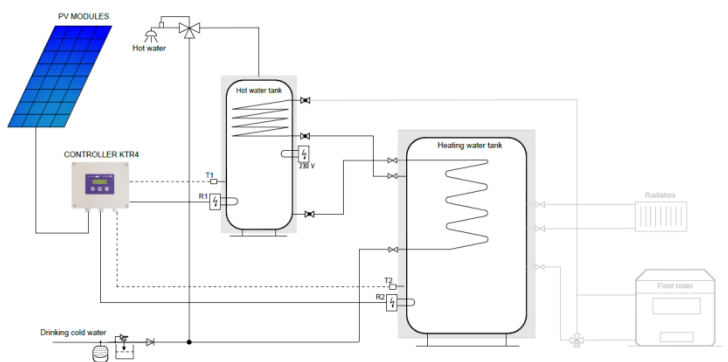 PV MODULES
Hot water
Hot water tank
Heating water tank
CONTROLLER KTR4
T1
230 V
R1
Radiators
T2
Fired boiler
R2
Drinking cold water